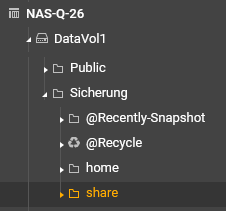 NAS-Q-26
DataVol1
Public
Sicherung
@Recently-Snapshot
@Recycle
home
share